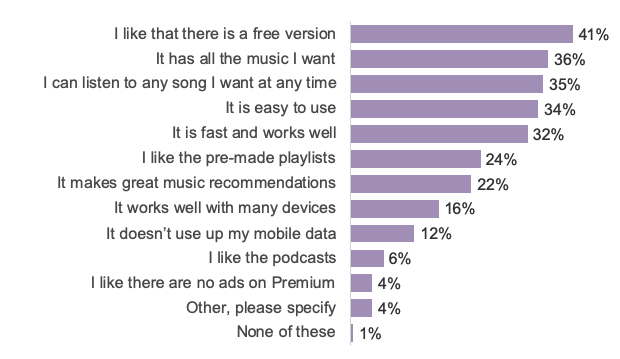 I like that there is a free version 41%
It has all the music I want 36%
I can listen to any song I want at any time 35%
It is easy to use 34%
It is fast and works well 32%
I like the pre-made playlists 24%
It makes great music recommendations 22%
It works well with many devices 16%
It doesn’t use up my mobile data 12%
I like the podcasts 6%
I like there are no ads on Premium 4%
Other, please specify 4%
None of these 1%